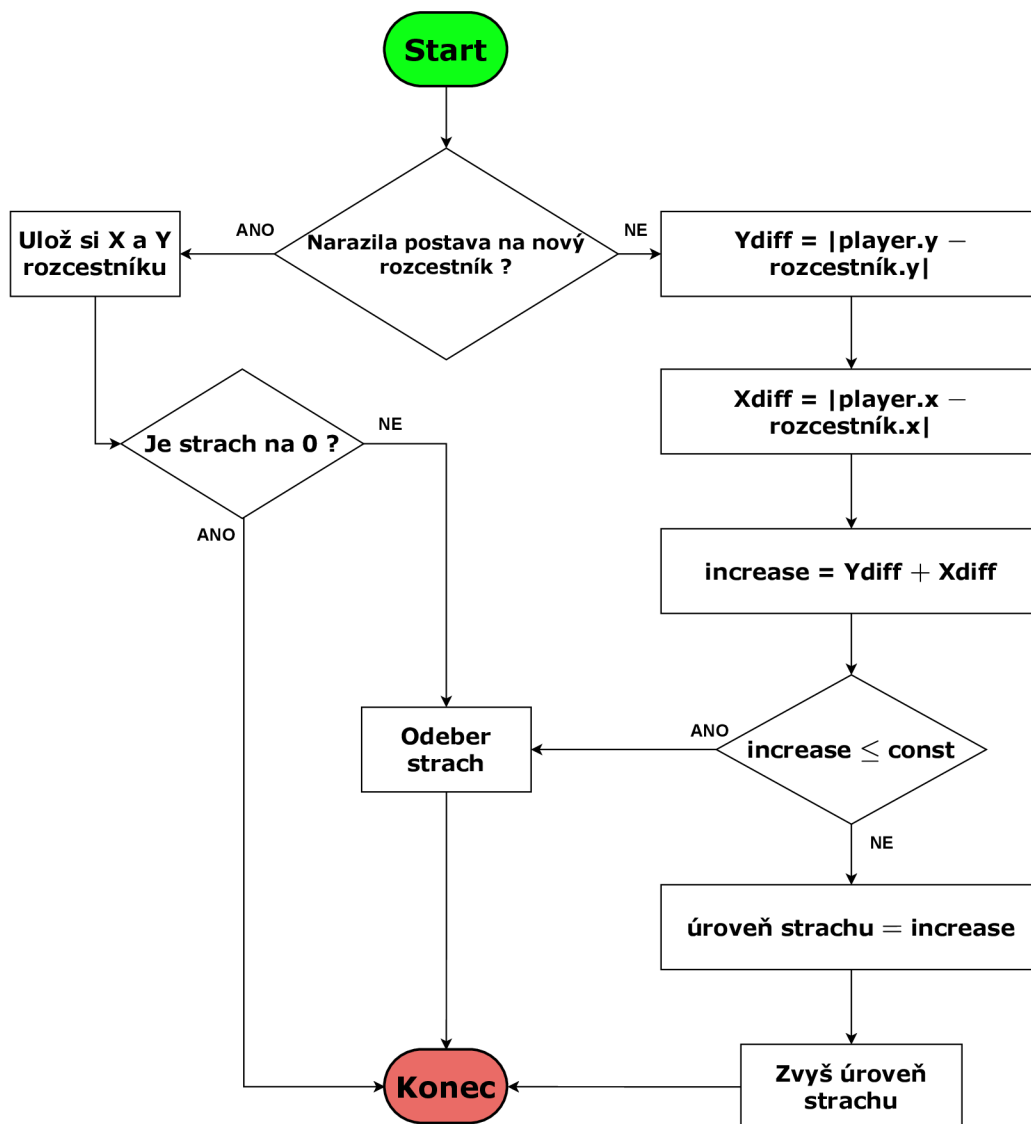 Start
ANO
NE
Ulož si X a Y
rozcestníku
Narazila postava na nový
rozcestník ?
Ydiff = |player.y −
rozcestník.y|
Xdiff = |player.x −
rozcestník.x|
Je strach na 0 ?
NE
ANO
increase = Ydiff + Xdiff
Odeber
strach
ANO
increase ≤ const
NE
úroveň strachu = increase
Konec
Zvyš úroveň
strachu